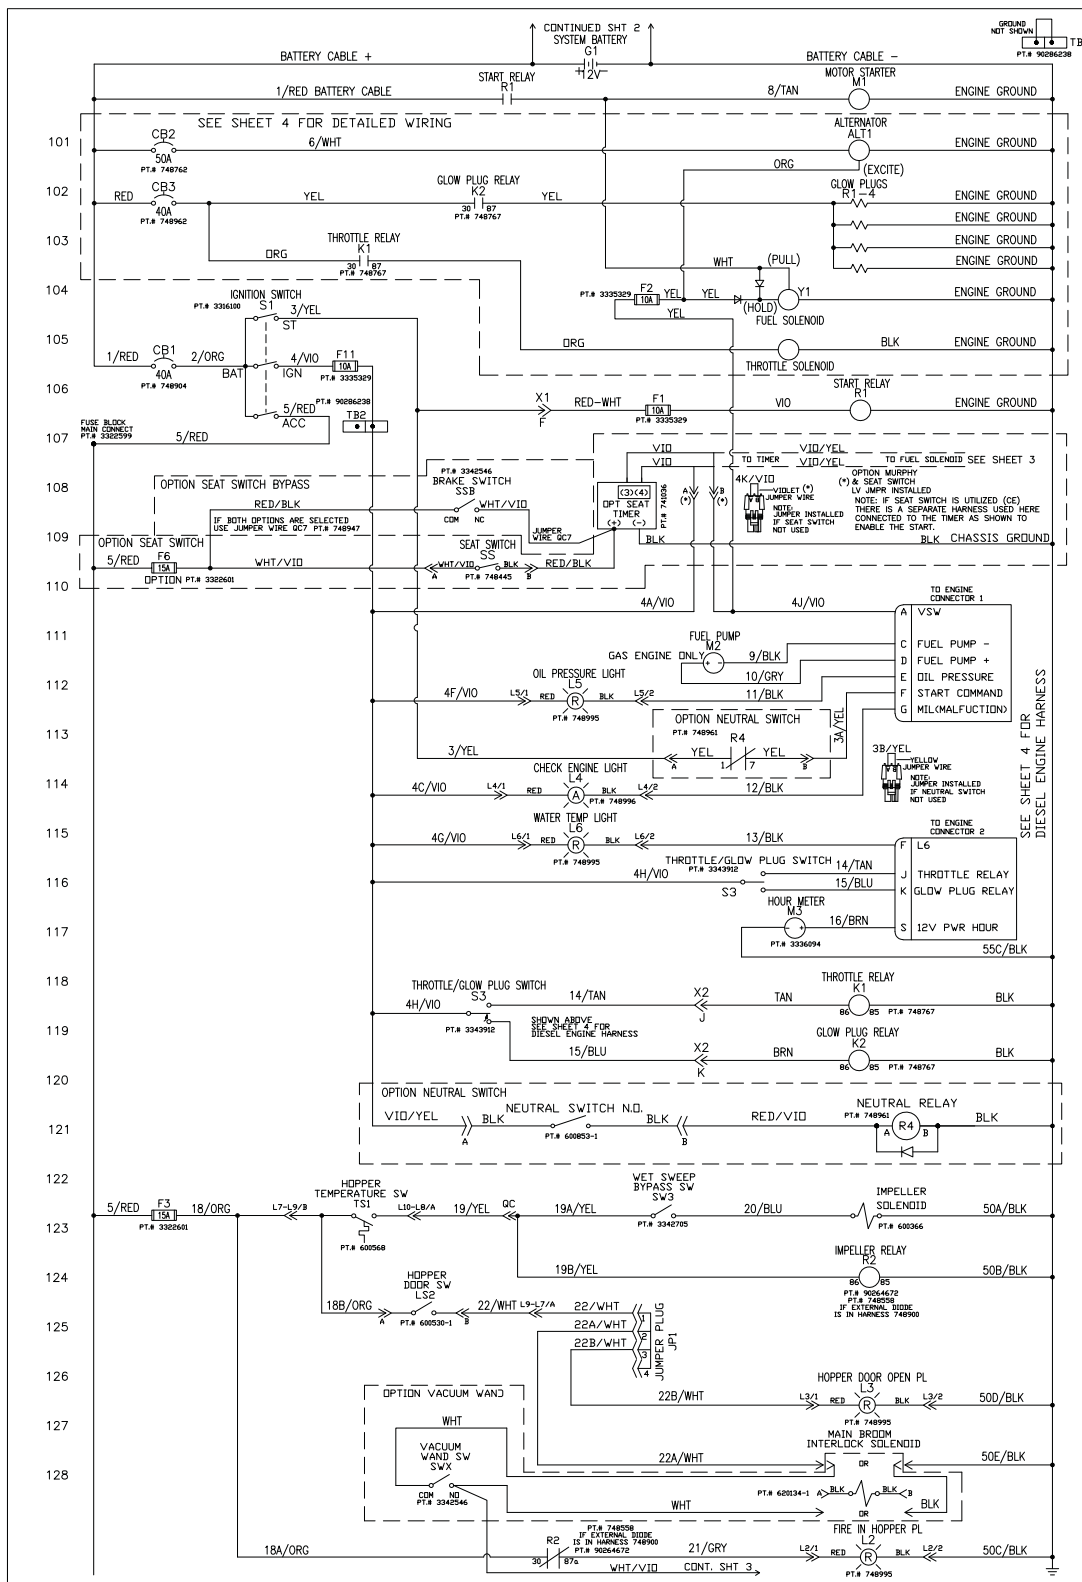 CONTINUED SHT 2
SYSTEM BATTERY
G1
+ 12V -
GROUND
NOT SHOWN
TB
PT.# 90286238
BATTERY CABLE +
BATTERY CABLE -
START RELAY
R1
1/RED BATTERY CABLE
8/TAN
MOTOR STARTER
M1
ENGINE GROUND
SEE SHEET 4 FOR DETAILED WIRING
101
CB2
50A
PT.# 748762
6/WHT
ALTERNATOR
ALT1
ENGINE GROUND
ORG
(EXCITE)
102
RED
CB3
40A
PT.# 748962
YEL
GLOW PLUG RELAY
K2
30 87
PT.# 748767
YEL
GLOW PLUGS
R1-4
ENGINE GROUND
ENGINE GROUND
103
ORG
THROTTLE RELAY
K1
30 87
PT.# 748767
ENGINE GROUND
ENGINE GROUND
WHT
(PULL)
104
PT.# 3316100
IGNITION SWITCH
S1
3/YEL
ST
PT.# 3335329
F2
10A
YEL
YEL
YEL
(HOLD)
Y1
FUEL SOLENOID
ENGINE GROUND
105
1/RED
CB1
40A
PT.# 748904
2/ORG
BAT
4/VIO
IGN
F11
10A
PT.# 3335329
ORG
THROTTLE SOLENOID
BLK
ENGINE GROUND
106
PT.# 90286238
5/RED
ACC
TB2
X1
F
RED-WHT
F1
10A
PT.# 3335329
VIO
START RELAY
R1
ENGINE GROUND
107
FUSE BLOCK
MAIN CONNECT
PT.# 3322599
5/RED
VIO
VIO
TO TIMER
VIO/YEL
VIO/YEL
TO FUEL SOLENOID
SEE SHEET 3
108
OPTION SEAT SWITCH BYPASS
PT.# 3342546
BRAKE SWITCH
SSB
COM NC
RED/BLK
WHT/VIO
(3)(4)
OPT SEAT
TIMER
(+) (-)
PT.# 741036
A
(*)
B
(*)
4K/VIO
VIOLET (*)
JUMPER WIRE
NOTE:
JUMPER INSTALLED
IF SEAT SWITCH
NOT USED
OPTION MURPHY
(*) & SEAT SWITCH
LV JMPR INSTALLED
NOTE: IF SEAT SWITCH IS UTILIZED (CE)
THERE IS A SEPARATE HARNESS USED HERE
CONNECTED TO THE TIMER AS SHOWN TO
ENABLE THE START.
IF BOTH OPTIONS ARE SELECTED
USE JUMPER WIRE QC7 PT.# 748947
JUMPER
WIRE QC7
109
OPTION SEAT SWITCH
BLK
BLK
CHASSIS GROUND
5/RED
F6
15A
OPTION PT.# 3322601
WHT/VIO
A
WHT/VIO
SEAT SWITCH
SS
PT.# 748445
BLK
B
RED/BLK
110
4A/VIO
4J/VIO
TO ENGINE
CONNECTOR 1
A VSW
111
GAS ENGINE ONLY
FUEL PUMP
M2
- +
9/BLK
10/GRY
C FUEL PUMP -
D FUEL PUMP +
E OIL PRESSURE
F START COMMAND
G MIL(MALFUCTION)
112
4F/VIO
L5/1
RED
OIL PRESSURE LIGHT
L5
R
PT.# 748995
BLK
L5/2
11/BLK
3A/YEL
SEE SHEET 4 FOR
DIESEL ENGINE HARNESS
113
3/YEL
OPTION NEUTRAL SWITCH
PT.# 748961
A
YEL
R4
1 7
YEL
B
3B/YEL
YELLOW
JUMPER WIRE
NOTE:
JUMPER INSTALLED
IF NEUTRAL SWITCH
NOT USED
114
4C/VIO
L4/1
RED
CHECK ENGINE LIGHT
L4
A
PT.# 748996
BLK
L4/2
12/BLK
115
4G/VIO
L6/1
RED
WATER TEMP LIGHT
L6
R
PT.# 748995
BLK
L6/2
13/BLK
TO ENGINE
CONNECTOR 2
F L6
J THROTTLE RELAY
K GLOW PLUG RELAY
S 12V PWR HOUR
116
4H/VIO
THROTTLE/GLOW PLUG SWITCH
PT.# 3343912
S3
14/TAN
15/BLU
117
HOUR METER
M3
- +
PT.# 3336094
16/BRN
55C/BLK
118
4H/VIO
THROTTLE/GLOW PLUG SWITCH
S3
PT.# 3343912
14/TAN
X2
J
TAN
THROTTLE RELAY
K1
86 85
PT.# 748767
BLK
119
SHOWN ABOVE
SEE SHEET 4 FOR
DIESEL ENGINE HARNESS
15/BLU
X2
K
BRN
GLOW PLUG RELAY
K2
86 85
PT.# 748767
BLK
120
OPTION NEUTRAL SWITCH
121
VIO/YEL
A
BLK
NEUTRAL SWITCH N.O.
PT.# 600853-1
BLK
B
RED/VIO
NEUTRAL RELAY
PT.# 748961
A R4 B
BLK
122
5/RED
F3
15A
PT.# 3322601
18/ORG
L7-L9/B
HOPPER
TEMPERATURE SW
TS1
PT.# 600568
L10-L8/A
19/YEL
QC
19A/YEL
WET SWEEP
BYPASS SW
SW3
PT.# 3342705
20/BLU
IMPELLER
SOLENOID
PT.# 600366
50A/BLK
123
124
19B/YEL
IMPELLER RELAY
R2
86 85
PT.# 90264672
PT.# 748558
IF EXTERNAL DIODE
IS IN HARNESS 748900
50B/BLK
125
18B/ORG
A
HOPPER
DOOR SW
LS2
PT.# 600530-1
B
22/WHT
L9-L7/A
22/WHT
22A/WHT
22B/WHT
1
2
3
4
JUMPER PLUG
JP1
126
OPTION VACUUM WAND
22B/WHT
L3/1
RED
HOPPER DOOR OPEN PL
L3
R
PT.# 748995
BLK
L3/2
50D/BLK
127
WHT
VACUUM
WAND SW
SWX
COM NO
PT.# 3342546
22A/WHT
MAIN BROOM
INTERLOCK SOLENOID
OR
50E/BLK
128
PT.# 620134-1
A
BLK
BLK
B
WHT
OR
BLK
18A/ORG
PT.# 748558
IF EXTERNAL DIODE
IS IN HARNESS 748900
R2
PT.# 90264672
30 87a
21/GRY
WHT/VIO
CONT. SHT 3
L2/1
RED
FIRE IN HOPPER PL
L2
R
PT.# 748995
BLK
L2/2
50C/BLK